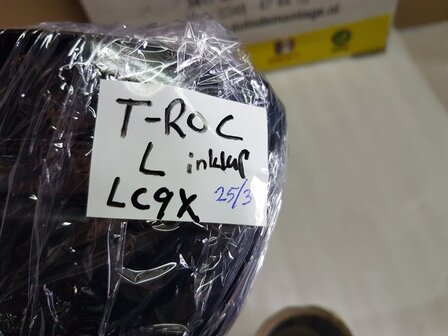 T-ROC
L inklap
LC9X 25/3